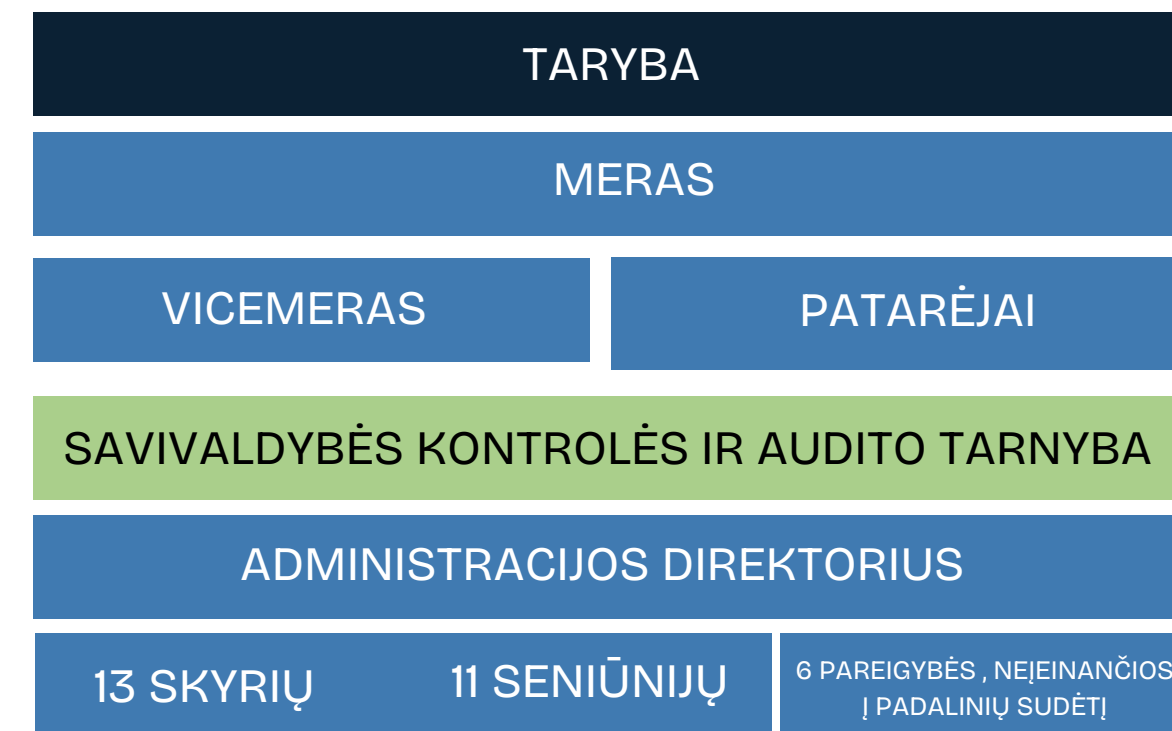 TARYBA
MERAS
VICEMERAS
PATARĖJAI
SAVIVALDYBĖS KONTROLĖS IR AUDITO TARNYBA
ADMINISTRACIJOS DIREKTORIUS
13 SKYRIŲ
11 SENIŪNIJŲ
6 PAREIGYBĖS , NEĮEINANČIOS
Į PADALINIŲ SUDĖTĮ